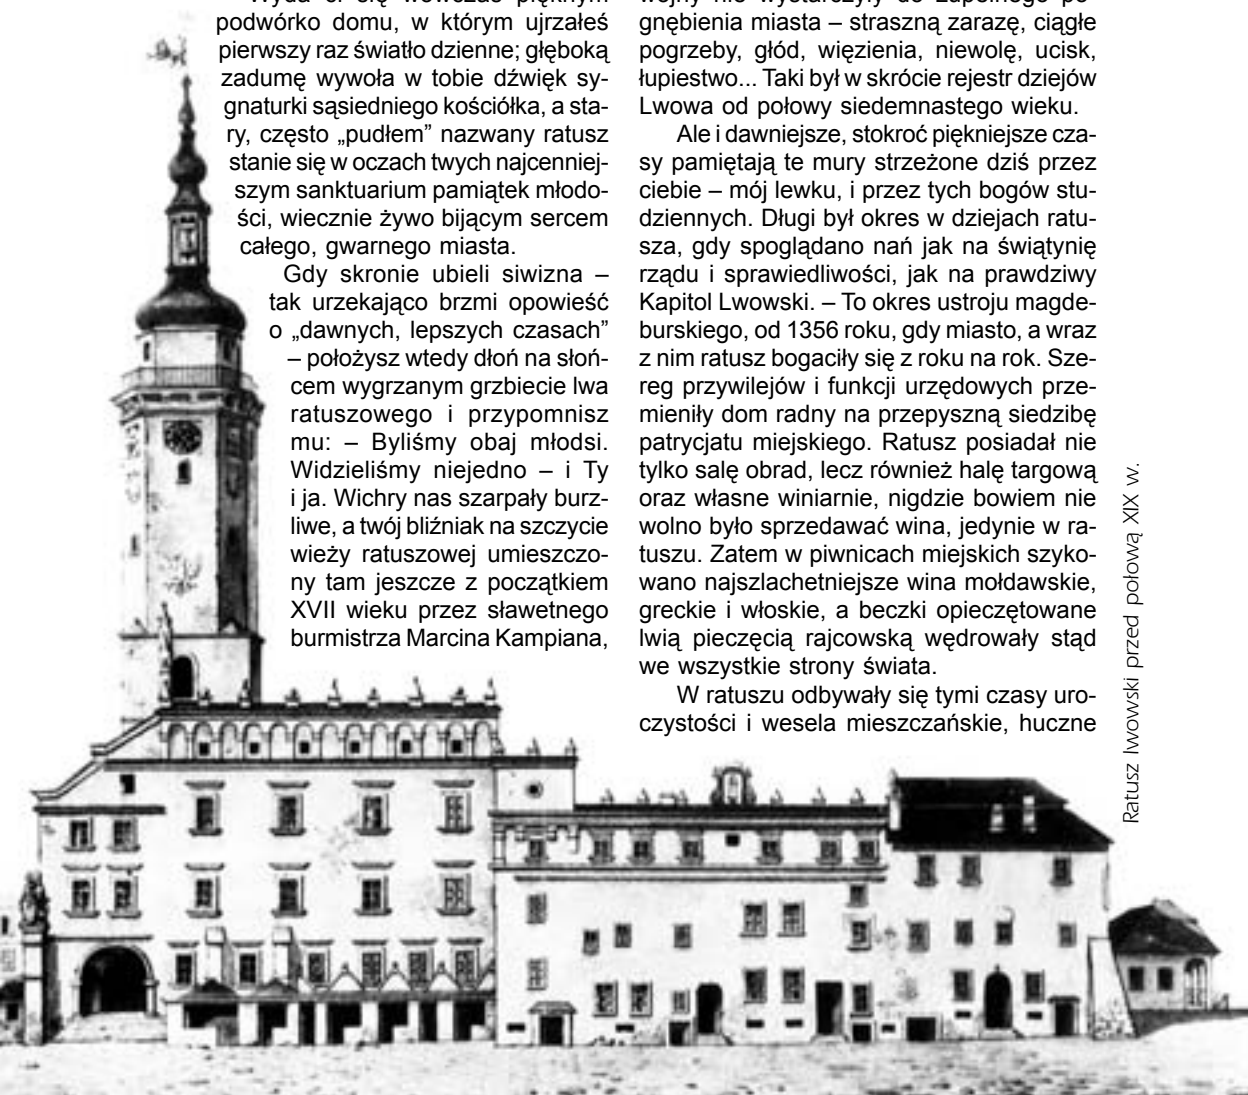 Wyda ci się wówczas pięknym
podwórko domu, w którym ujrzałeś
pierwszy raz światło dzienne; głęboką
zadumę wywoła w tobie dźwięk sy-
gnaturki sąsiedniego kościółka, a sta-
ry, często „pudłem” nazwany ratusz
stanie się w oczach twych najcenniej-
szym sanktuarium pamiątek młodo-
ści, wiecznie żywo bijącym sercem
całego, gwarnego miasta.
Gdy skronie ubieli siwizna –
tak urzekająco brzmi opowieść
o „dawnych, lepszych czasach”
– położysz wtedy dłoń na słoń-
cem wygrzanym grzbiecie lwa
ratuszowego i przypomnisz
mu: – Byliśmy obaj młodsi.
Widzieliśmy niejedno – i Ty
i ja. Wichry nas szarpały burz-
liwe, a twój bliźniak na szczycie
wieży ratuszowej umieszczo-
ny tam jeszcze z początkiem
XVII wieku przez sławetnego
burmistrza Marcina Kampiana,
wojny nie wystarczyły do zupełnego po-
gnębienia miasta – straszną zarazę, ciągłe
pogrzeby, głód, więzienia, niewolę, ucisk,
łupiestwo... Taki był w skrócie rejestr dziejów
Lwowa od połowy siedemnastego wieku.
Ale i dawniejsze, stokroć piękniejsze cza-
sy pamiętają te mury strzeżone dziś przez
ciebie – mój lewku, i przez tych bogów stu-
dziennych. Długi był okres w dziejach ratu-
sza, gdy spoglądano nań jak na świątynię
rządu i sprawiedliwości, jak na prawdziwy
Kapitol Lwowski. – To okres ustroju magde-
burskiego, od 1356 roku, gdy miasto, a wraz
z nim ratusz bogaciły się z roku na rok. Sze-
reg przywilejów i funkcji urzędowych prze-
mieniły dom radny na przepyszną siedzibę
patrycjatu miejskiego. Ratusz posiadał nie
tylko salę obrad, lecz również halę targową
oraz własne winiarnie, nigdzie bowiem nie
wolno było sprzedawać wina, jedynie w ra-
tuszu. Zatem w piwnicach miejskich szyko-
wano najszlachetniejsze wina mołdawskie,
greckie i włoskie, a beczki opieczętowane
lwią pieczęcią rajcowską wędrowały stąd
we wszystkie strony świata.
W ratuszu odbywały się tymi czasy uro-
czystości i wesela mieszczańskie, huczne
Ratusz lwowski przed połową XIX w.